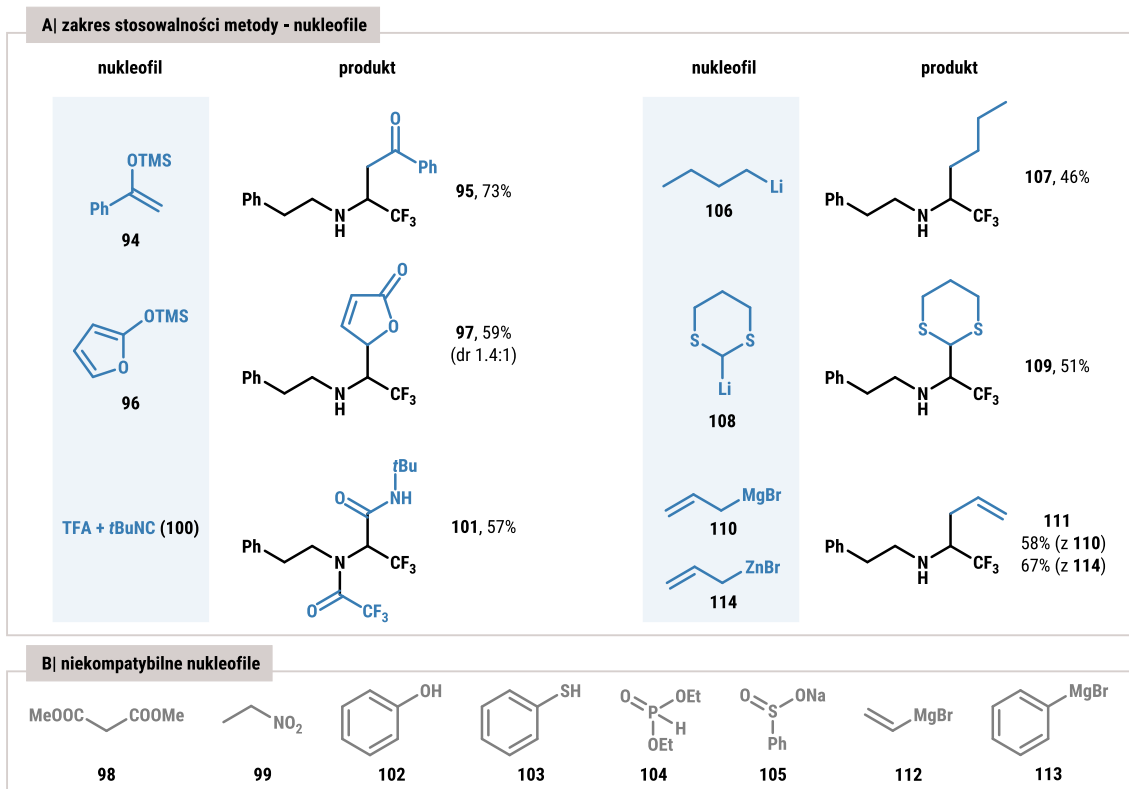 A| zakres stosowalności metody - nukleofile
nukleofil
produkt
nukleofil
produkt
OTMS
Ph
94
O
Ph
Ph
N
H
CF3
95, 73%
Li
106
Ph
N
H
CF3
107, 46%
OTMS
O
96
O
O
Ph
N
H
CF3
97, 59%
(dr 1.4:1)
S
S
Li
108
S
S
Ph
N
H
CF3
109, 51%
TFA + tBuNC (100)
tBu
O
NH
Ph
N
CF3
O
CF3
101, 57%
MgBr
110
ZnBr
114
Ph
N
H
CF3
111
58% (z 110)
67% (z 114)
B| niekompatybilne nukleofile
MeOOC
COOMe
98
NO2
99
OH
102
SH
103
O
OEt
P
H
OEt
104
O
ONa
S
Ph
105
MgBr
112
MgBr
113